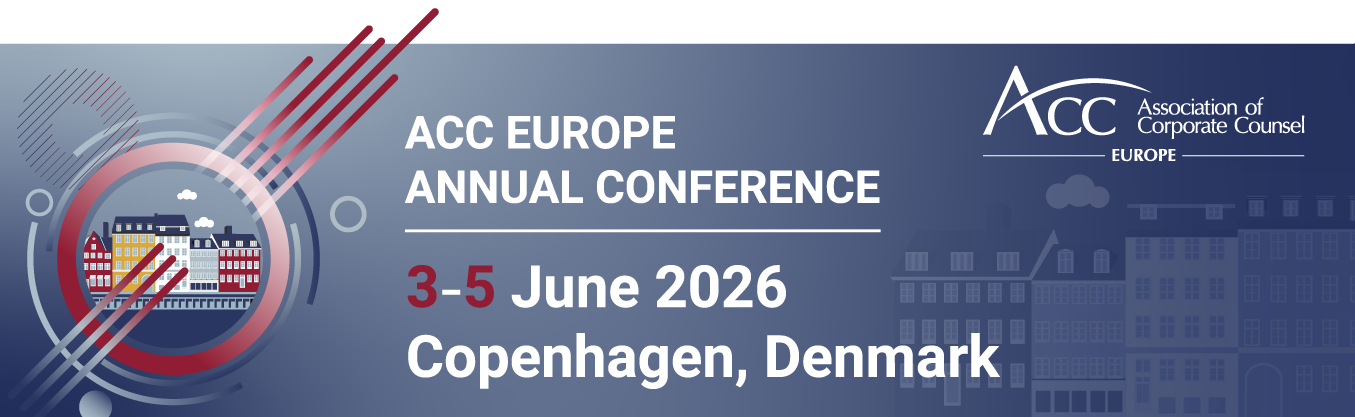 ACC EUROPE
ANNUAL CONFERENCE
3-5 June 2026
Copenhagen, Denmark
ACC
Association of
Corporate Counsel
EUROPE